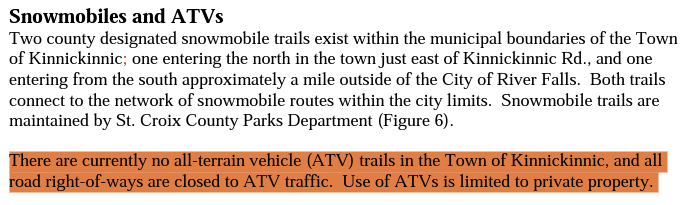 Snowmobiles and ATVs
Two county designated snowmobile trails exist within the municipal boundaries of the Town
of Kinnickinnic; one entering the north in the town just east of Kinnickinnic Rd., and one
entering from the south approximately a mile outside of the City of River Falls.  Both trails
connect to the network of snowmobile routes within the city limits.  Snowmobile trails are
maintained by St. Croix County Parks Department (Figure 6).
There are currently no all-terrain vehicle (ATV) trails in the Town of Kinnickinnic, and all
road right-of-ways are closed to ATV traffic.  Use of ATVs is limited to private property.